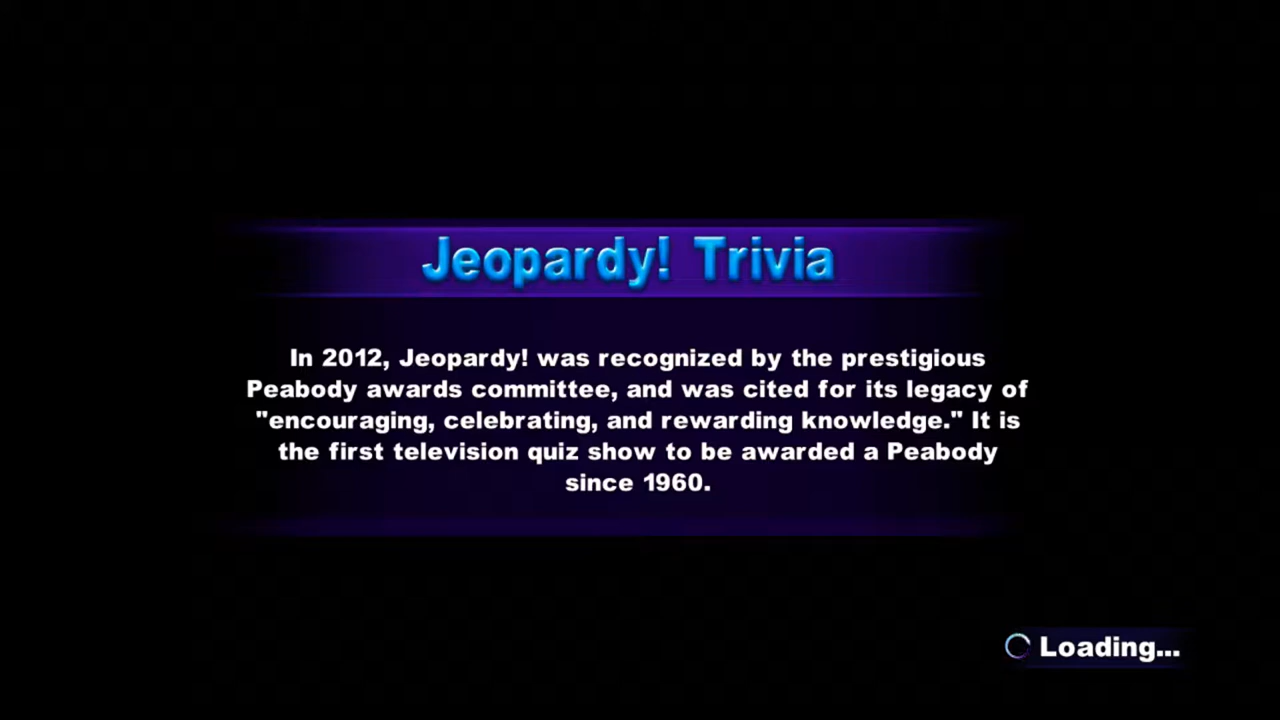 Jeopardy! Trivia
In 2012, Jeopardy! was recognized by the prestigious
Peabody awards committee, and was cited for its legacy of
"encouraging, celebrating, and rewarding knowledge." It is
the first television quiz show to be awarded a Peabody
since 1960.
Loading...